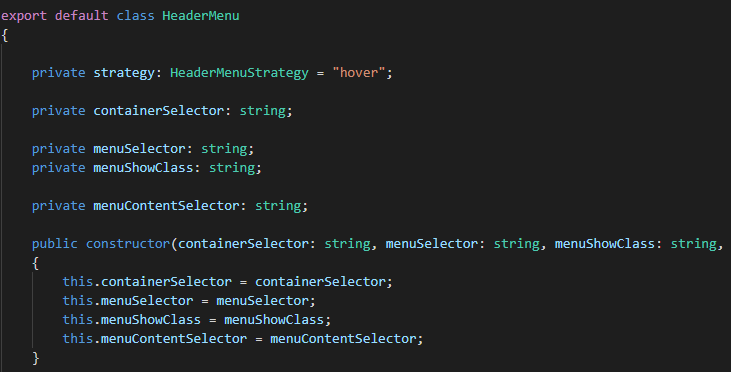 export default class HeaderMenu
{
private strategy: HeaderMenuStrategy = "hover";
private containerSelector: string;
private menuSelector: string;
private menuShowClass: string;
private menuContentSelector: string;
public constructor(containerSelector: string, menuSelector: string, menuShowClass: string,
{
this.containerSelector = containerSelector;
this.menuSelector = menuSelector;
this.menuShowClass = menuShowClass;
this.menuContentSelector = menuContentSelector;
}